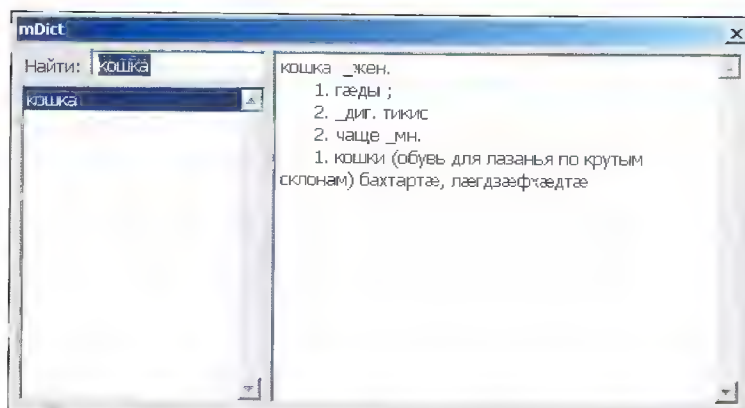 mDict
Найти: кошка
кошка
кошка _жен.
1. гæды ;
2. _диг. тикис
2. чаще _мн.
1. кошки (обувь для лазанья по крутым
склонам) бахтартæ, лæгдзæфхæдтæ